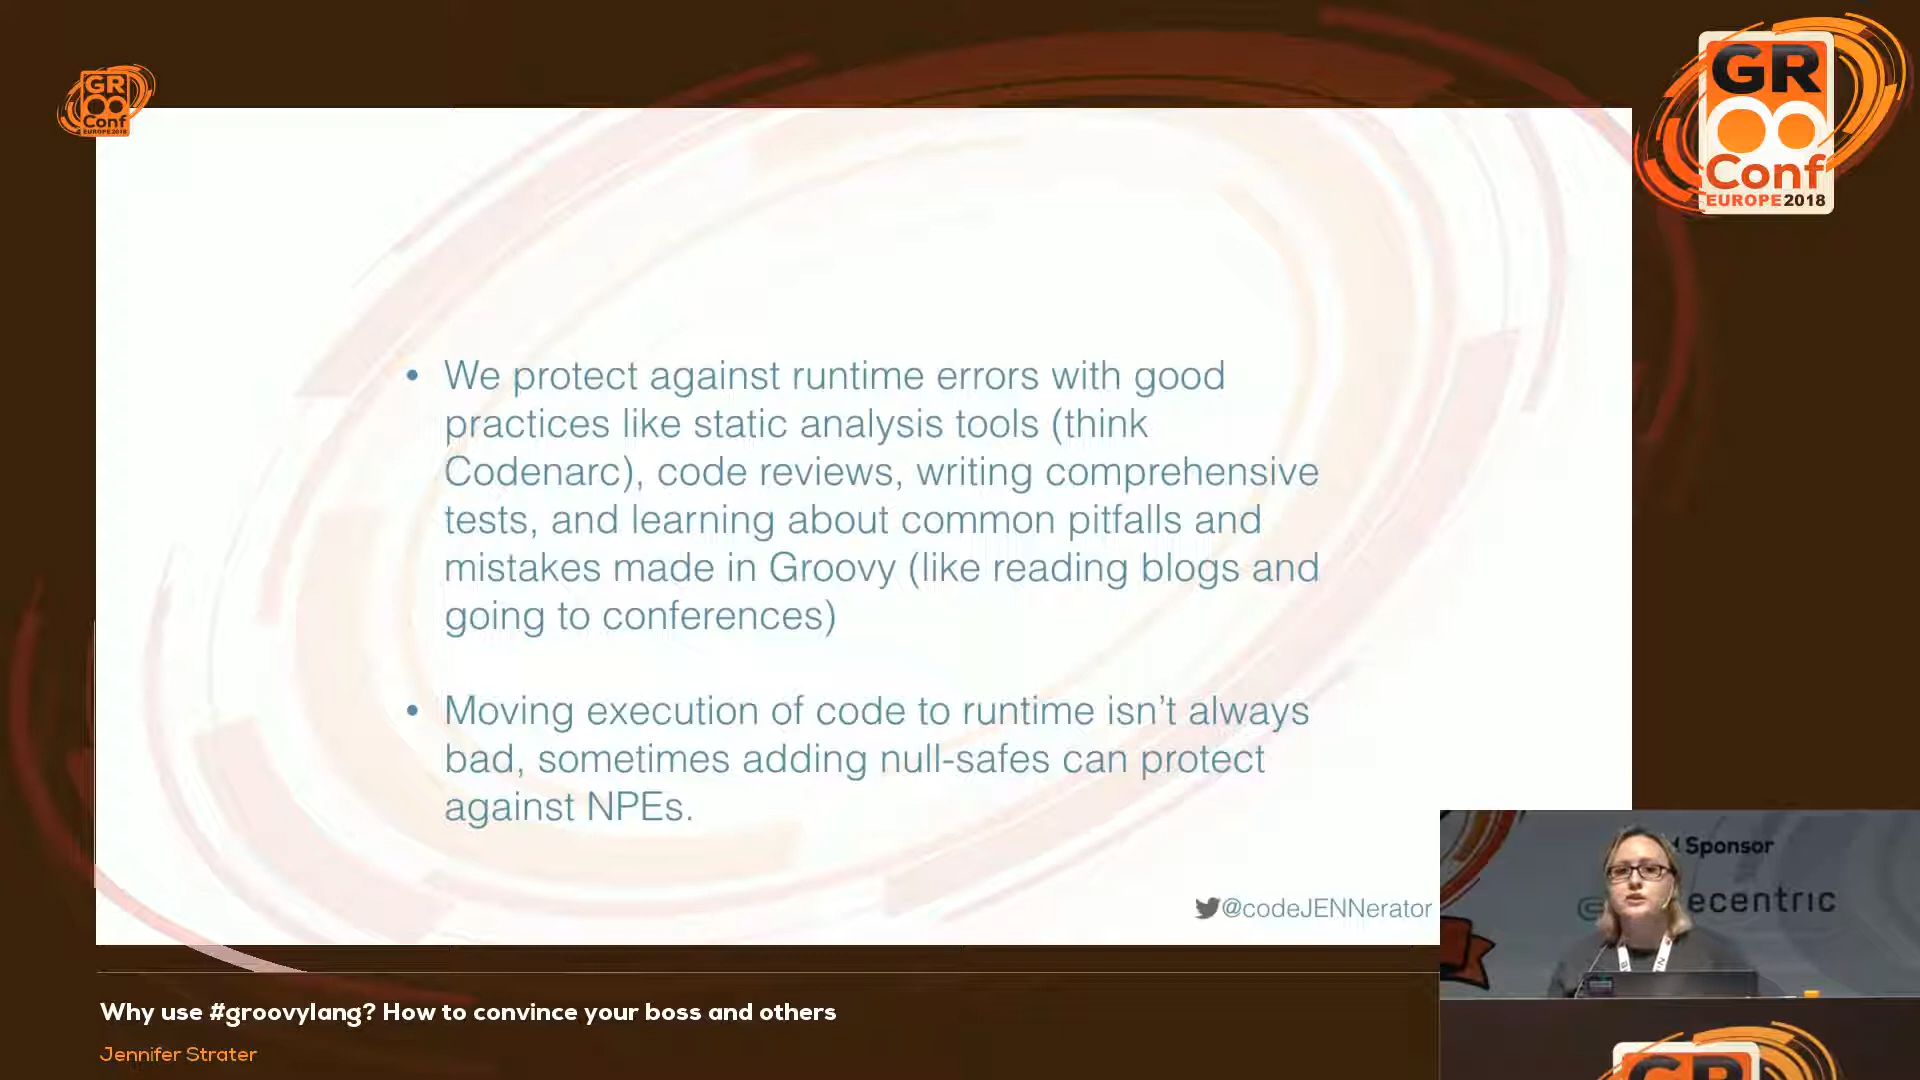 GR
Conf
EUROPE2018
GR
Conf
EUROPE2018
• We protect against runtime errors with good
practices like static analysis tools (think
Codenarc), code reviews, writing comprehensive
tests, and learning about common pitfalls and
mistakes made in Groovy (like reading blogs and
going to conferences)
• Moving execution of code to runtime isn't always
bad, sometimes adding null-safes can protect
against NPEs.
@codeJENNerator
Sponsor
ecentric
Why use #groovylang? How to convince your boss and others
Jennifer Strater